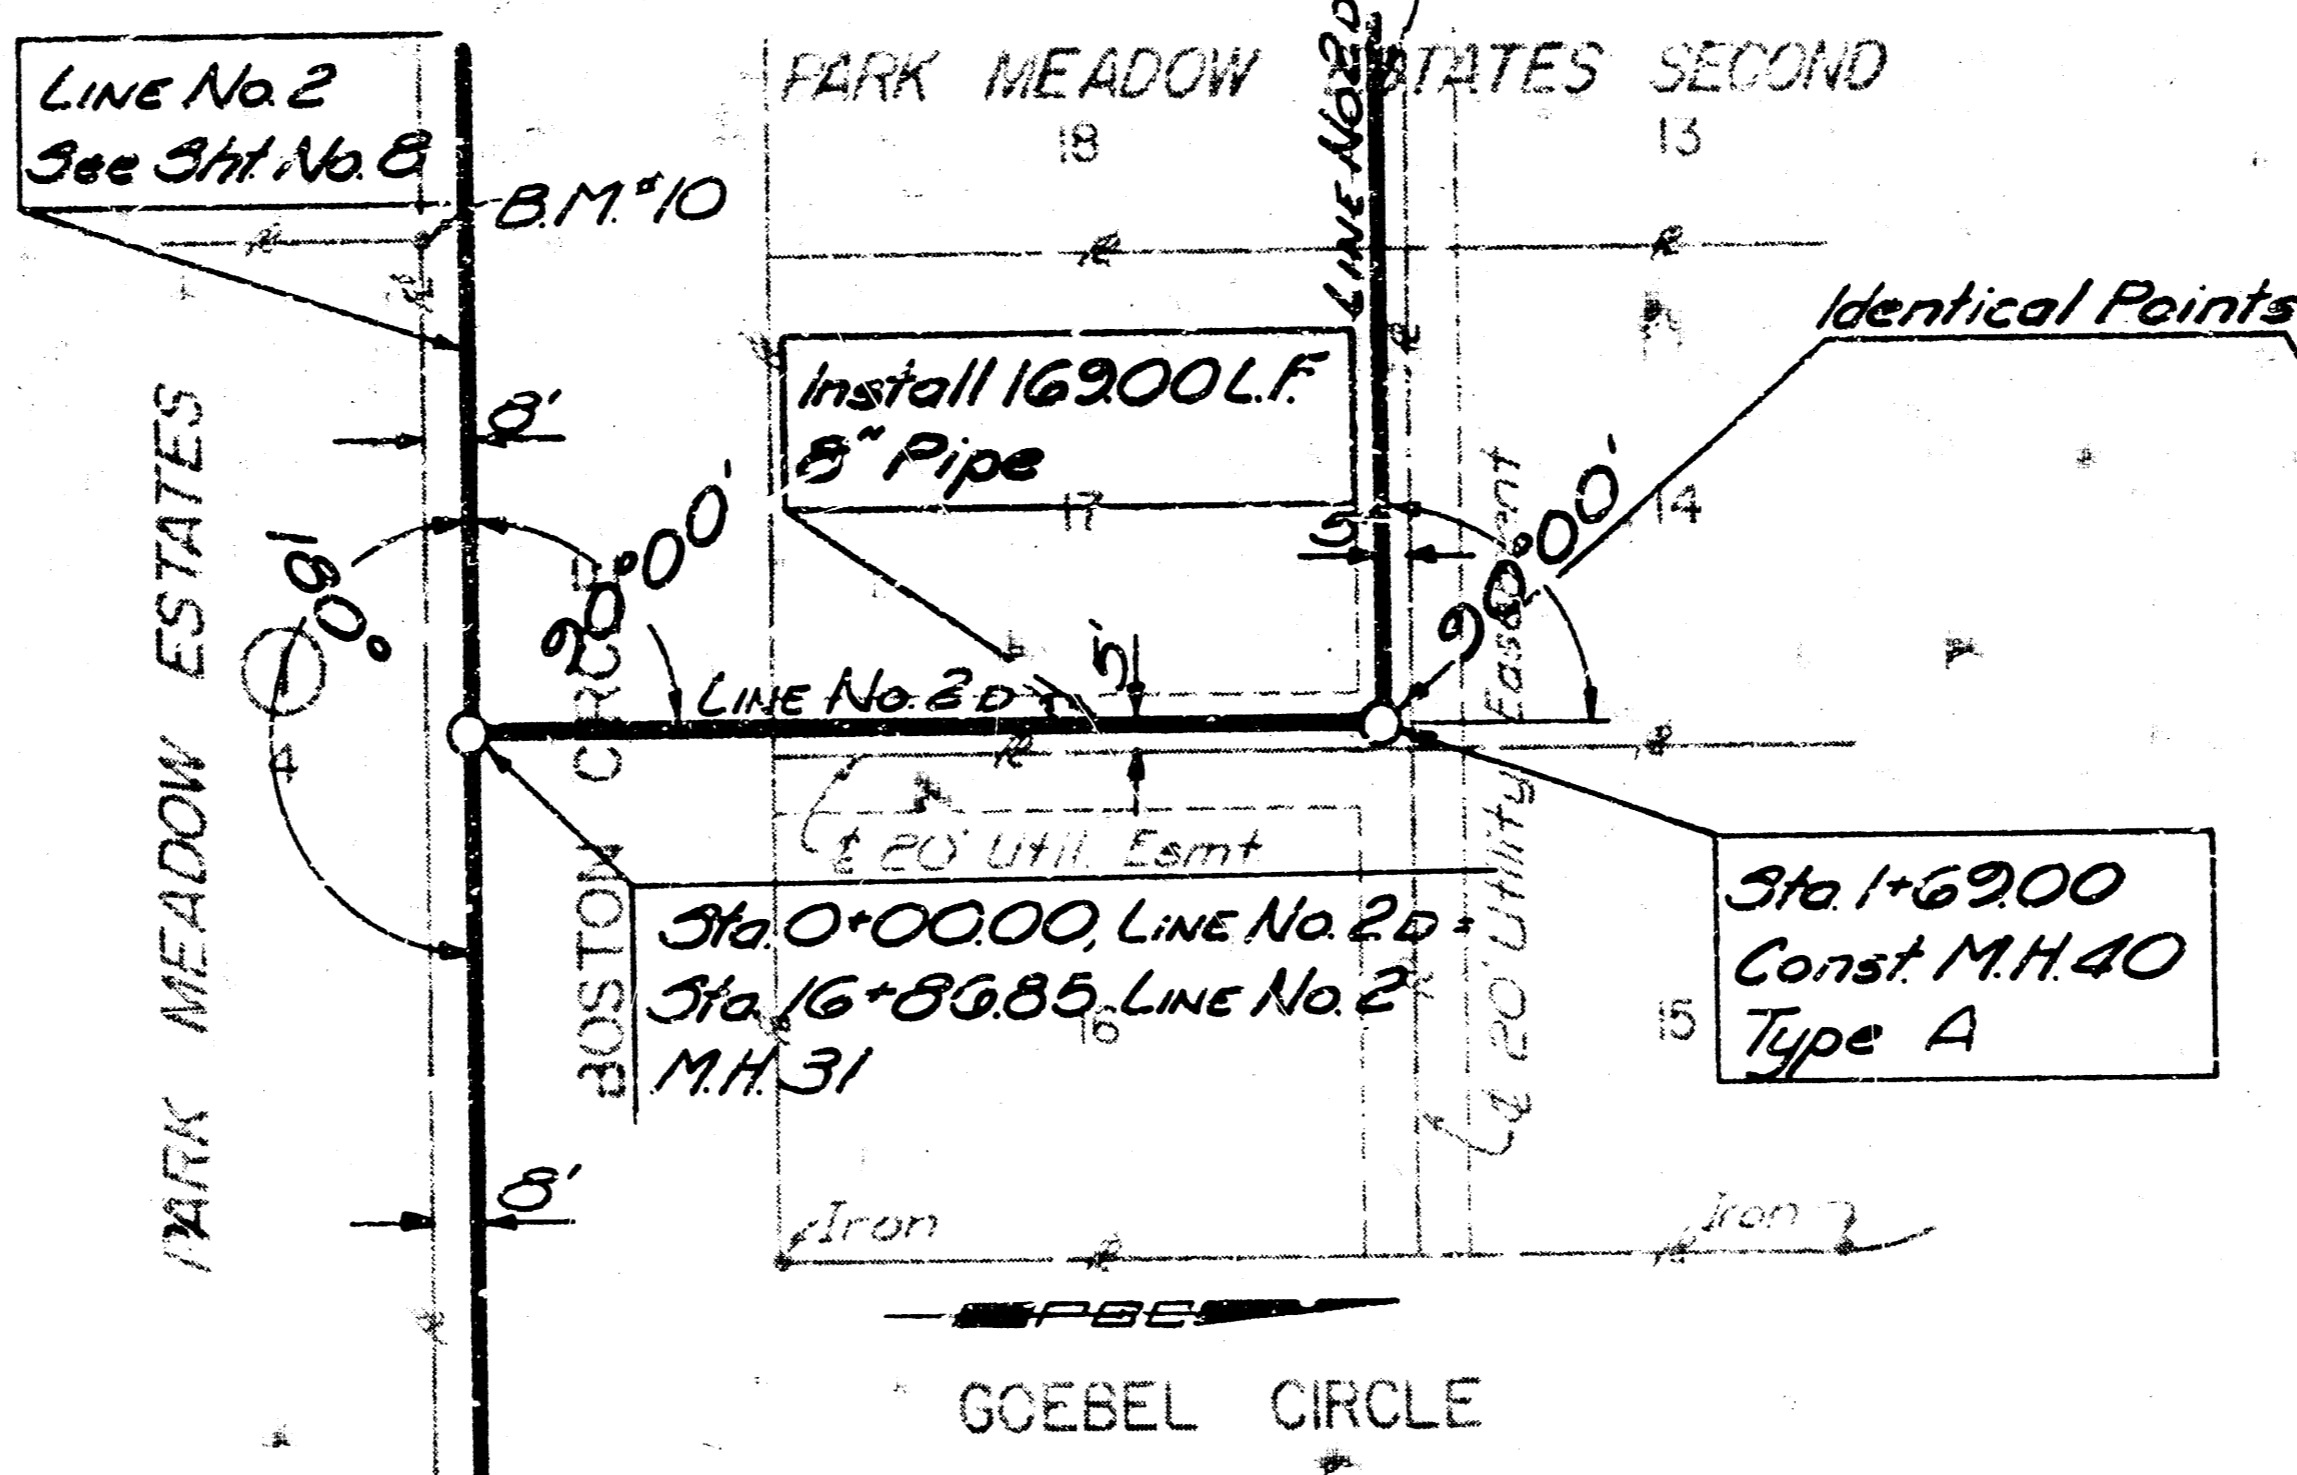 LINE No. 2
See Sht. No. 8
B.M. #10
PARK MEADOW ESTATES SECOND
18
13
LINE No. 2D
Identical Points
Install 169.00 L.F.
8" Pipe
17
14
8'
5'
180°
90°00'
90°00'
LINE No. 2D
5'
PARK MEADOW ESTATES
4
BOSTON CIRCLE
Easement
℄ 20' Util. Esmt.
℄ 20' Utility
Sta. 0+00.00, LINE No. 2D =
Sta. 16+86.85, LINE No. 2
M.H. 31
16
15
Sta. 1+69.00
Const. M.H. 40
Type A
8'
Iron
Iron
GOEBEL CIRCLE